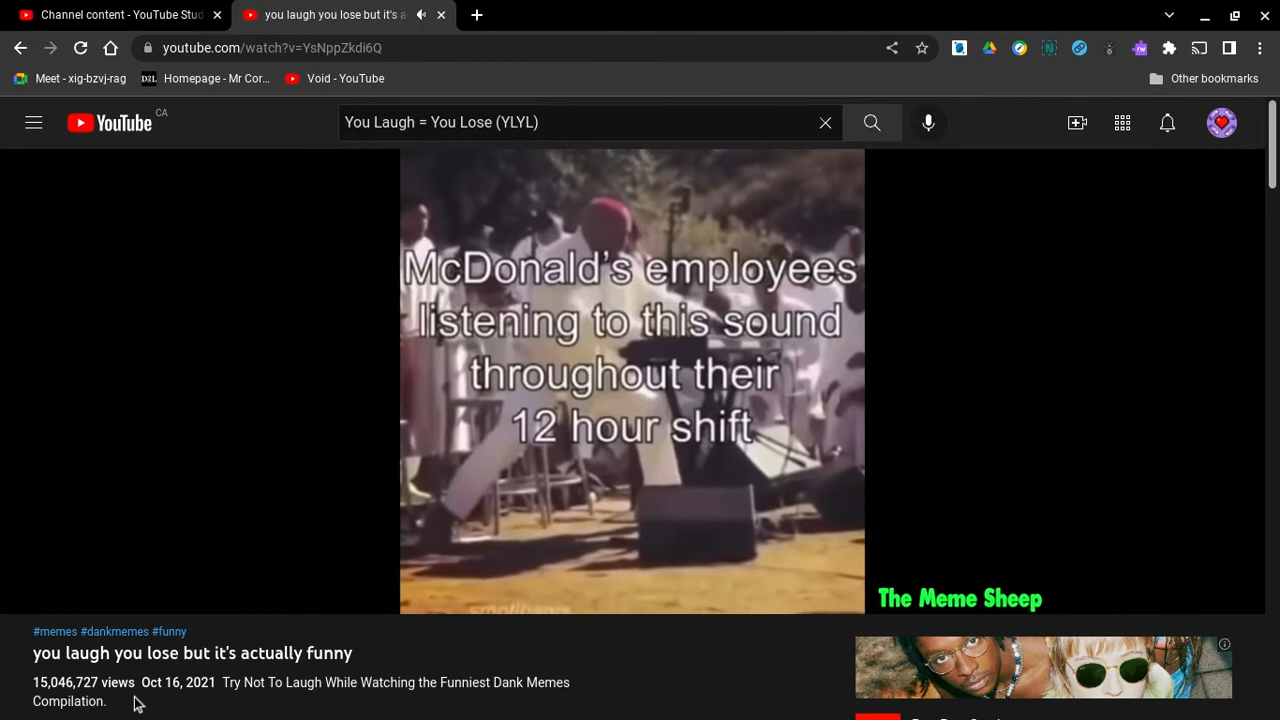 Channel content - YouTube Stud
you laugh you lose but it's a
youtube.com/watch?v=YsNppZkdi6Q
Meet - xig-bzvj-rag
D2L Homepage - Mr Cor...
Void - YouTube
Other bookmarks
YouTube CA
You Laugh = You Lose (YLYL)
McDonald's employees
listening to this sound
throughout their
12 hour shift
The Meme Sheep
#memes #dankmemes #funny
you laugh you lose but it's actually funny
15,046,727 views Oct 16, 2021 Try Not To Laugh While Watching the Funniest Dank Memes
Compilation.